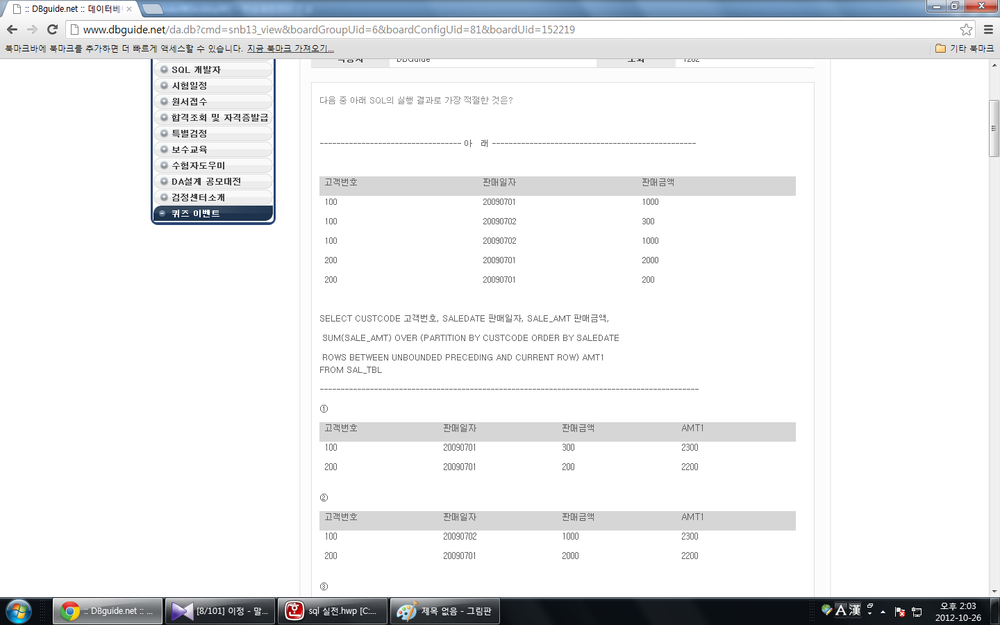 :: DBguide.net :: 데이터베이
www.dbguide.net/da.db?cmd=snb13_view&boardGroupUid=6&boardConfigUid=81&boardUid=152219
북마크바에 북마크를 추가하면 더 빠르게 액세스할 수 있습니다. 지금 북마크 가져오기...
기타 북마크
SQL 개발자
시험일정
원서접수
합격조회 및 자격증발급
특별검정
보수교육
수험자도우미
DA설계 공모대전
검정센터소개
퀴즈 이벤트
작성자 DBGuide 조회 1262
다음 중 아래 SQL의 실행 결과로 가장 적절한 것은?
---------------------------------- 아 래 -------------------------------------------------
고객번호 판매일자 판매금액
100 20090701 1000
100 20090702 300
100 20090702 1000
200 20090701 2000
200 20090701 200
SELECT CUSTCODE 고객번호, SALEDATE 판매일자, SALE_AMT 판매금액,
SUM(SALE_AMT) OVER (PARTITION BY CUSTCODE ORDER BY SALEDATE
ROWS BETWEEN UNBOUNDED PRECEDING AND CURRENT ROW) AMT1
FROM SAL_TBL
-------------------------------------------------------------------------------------------
①
고객번호 판매일자 판매금액 AMT1
100 20090701 300 2300
200 20090701 200 2200
②
고객번호 판매일자 판매금액 AMT1
100 20090702 1000 2300
200 20090701 2000 2200
③
:: DBguide.net :: ...
[8/101] 이정 - 말...
sql 실전.hwp [C:...
제목 없음 - 그림판
A 漢
오후 2:03
2012-10-26